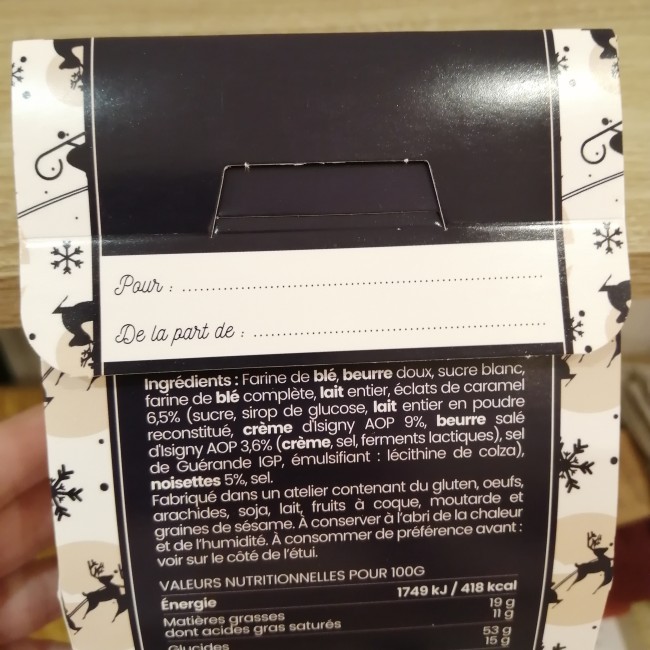 Pour : ........................................................
De la part de : ..............................................
Ingrédients : Farine de blé, beurre doux, sucre blanc,
farine de blé complète, lait entier, éclats de caramel
6,5% (sucre, sirop de glucose, lait entier en poudre
reconstitué, crème d'Isigny AOP 9%, beurre salé
d'Isigny AOP 3,6% (crème, sel, ferments lactiques), sel
de Guérande IGP, émulsifiant : lécithine de colza),
noisettes 5%, sel.
Fabriqué dans un atelier contenant du gluten, oeufs,
arachides, soja, lait, fruits à coque, moutarde et
graines de sésame. À conserver à l'abri de la chaleur
et de l'humidité. À consommer de préférence avant :
voir sur le côté de l'étui.
VALEURS NUTRITIONNELLES POUR 100G
Énergie 1749 kJ / 418 kcal
Matières grasses 19 g
dont acides gras saturés 11 g
Glucides 53 g
15 g